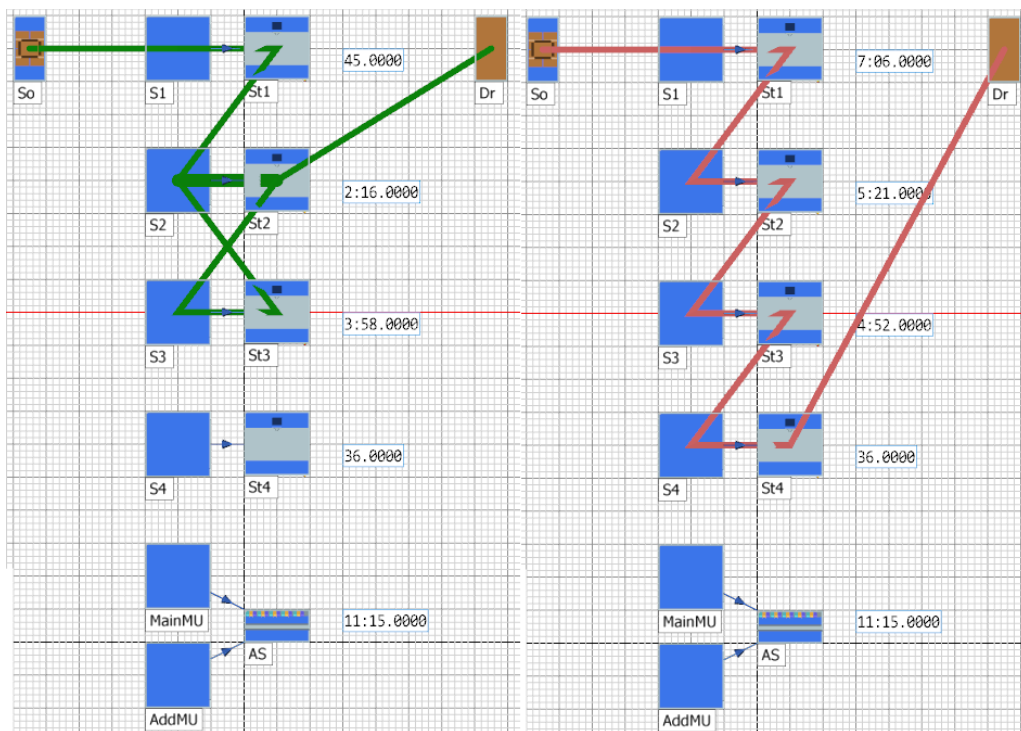 45.0000
7:06.0000
So
S1
St1
Dr
So
S1
St1
Dr
2:16.0000
5:21.0000
S2
St2
S2
St2
3:58.0000
4:52.0000
S3
St3
S3
St3
36.0000
36.0000
S4
St4
S4
St4
MainMU
11:15.0000
MainMU
11:15.0000
AS
AS
AddMU
AddMU